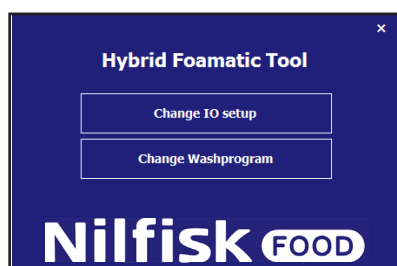 ×
Hybrid Foamatic Tool
Change IO setup
Change Washprogram
Nilfisk FOOD